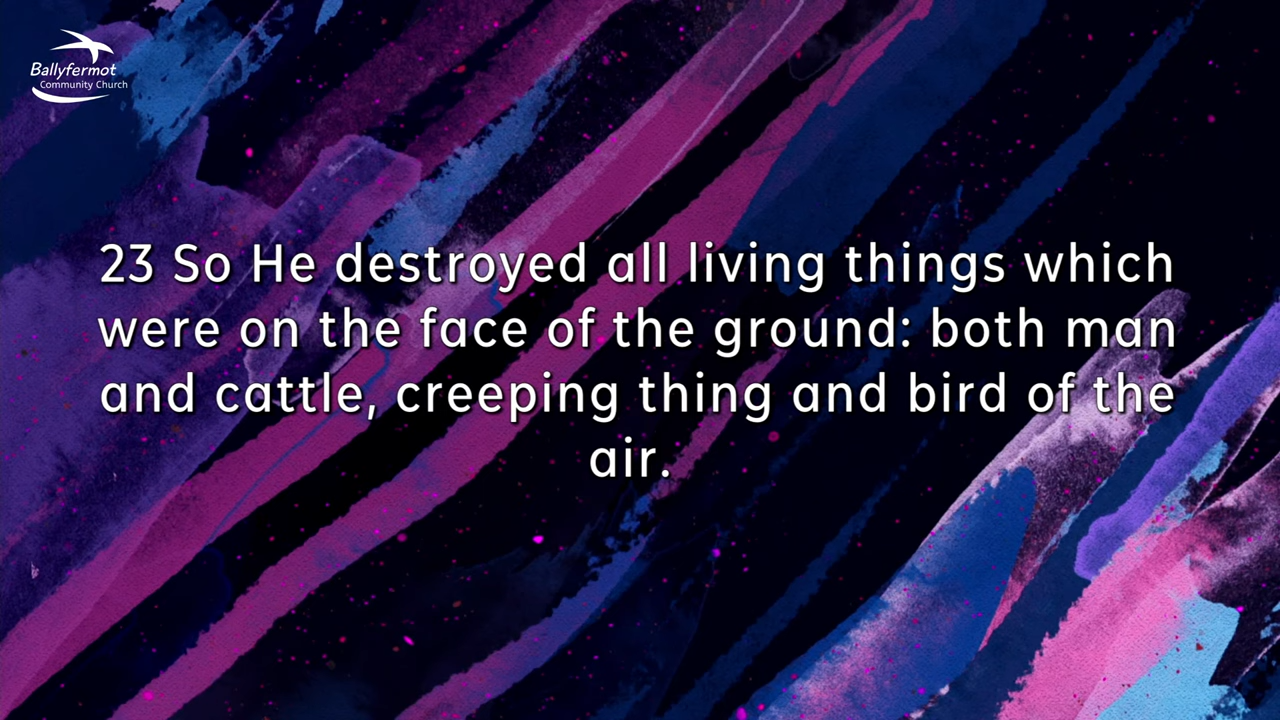 Ballyfermot
Community Church
23 So He destroyed all living things which
were on the face of the ground: both man
and cattle, creeping thing and bird of the
air.